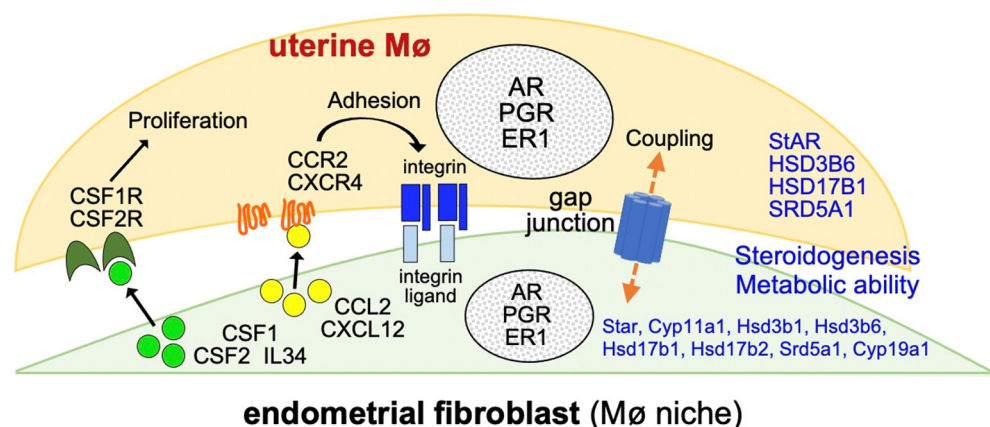 uterine Mø
Proliferation
CSF1R
CSF2R
Adhesion
CCR2
CXCR4
integrin
AR
PGR
ER1
Coupling
gap
junction
StAR
HSD3B6
HSD17B1
SRD5A1
Steroidogenesis
Metabolic ability
integrin
ligand
CCL2
CXCL12
CSF1
CSF2 IL34
AR
PGR
ER1
Star, Cyp11a1, Hsd3b1, Hsd3b6,
Hsd17b1, Hsd17b2, Srd5a1, Cyp19a1
endometrial fibroblast (Mø niche)